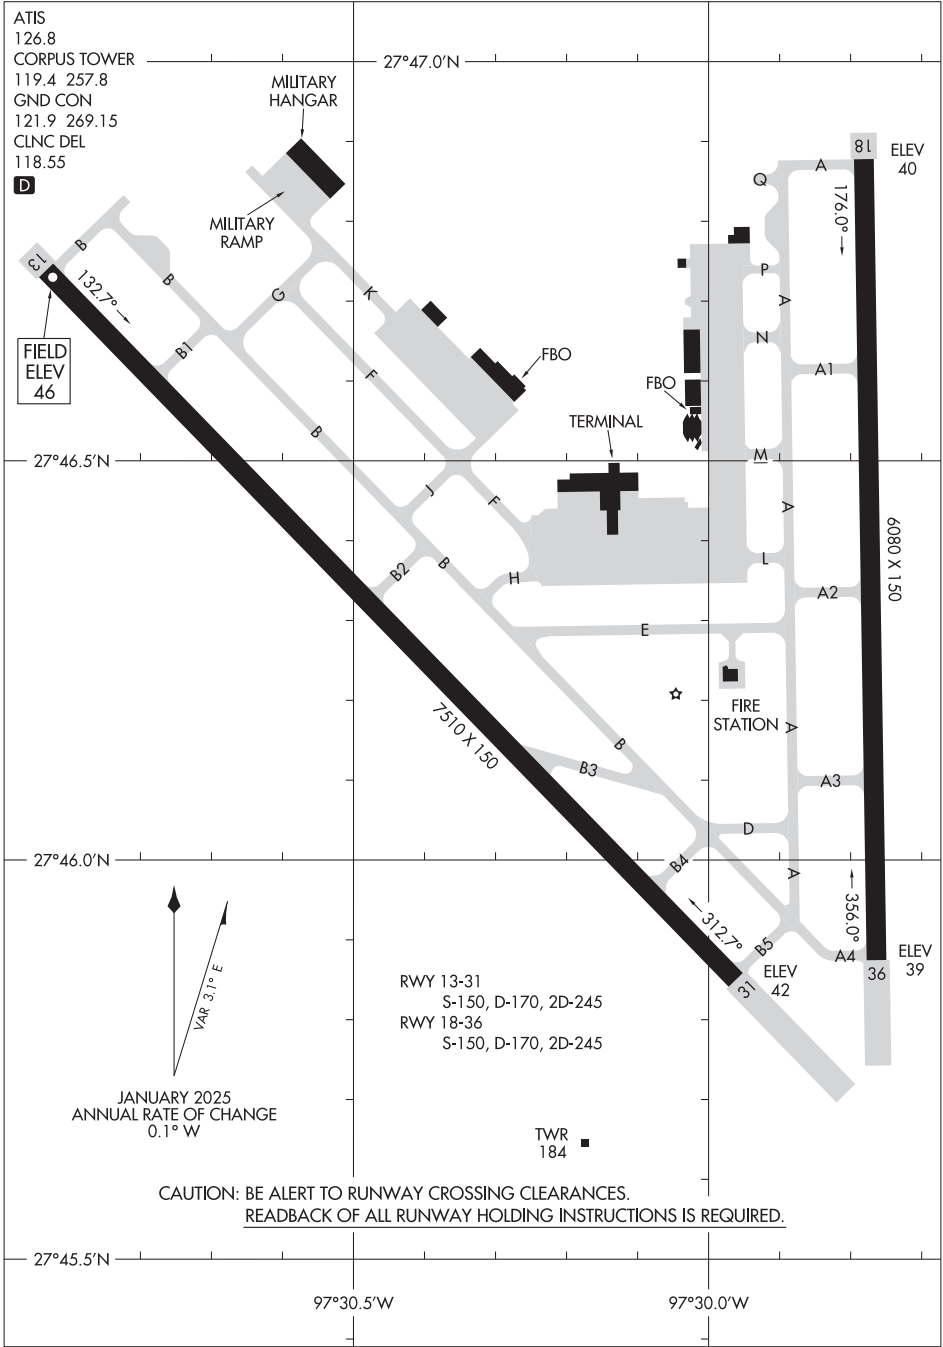 ATIS
126.8
CORPUS TOWER
119.4 257.8
GND CON
121.9 269.15
CLNC DEL
118.55
D
27°47.0'N
MILITARY
HANGAR
MILITARY
RAMP
18
ELEV
40
A
Q
176.0°
B
13
132.7°
B
G
K
P
A
FIELD
ELEV
46
B1
N
A1
FBO
F
FBO
B
TERMINAL
27°46.5'N
M
J
F
A
6080 X 150
L
B2
B
H
A2
E
FIRE
STATION
A
7510 X 150
B
B3
A3
D
27°46.0'N
B4
A
356.0°
312.7°
B5
A4
36
ELEV
39
31
ELEV
42
VAR 3.1° E
RWY 13-31
S-150, D-170, 2D-245
RWY 18-36
S-150, D-170, 2D-245
JANUARY 2025
ANNUAL RATE OF CHANGE
0.1° W
TWR
184
CAUTION: BE ALERT TO RUNWAY CROSSING CLEARANCES.
READBACK OF ALL RUNWAY HOLDING INSTRUCTIONS IS REQUIRED.
27°45.5'N
97°30.5'W
97°30.0'W